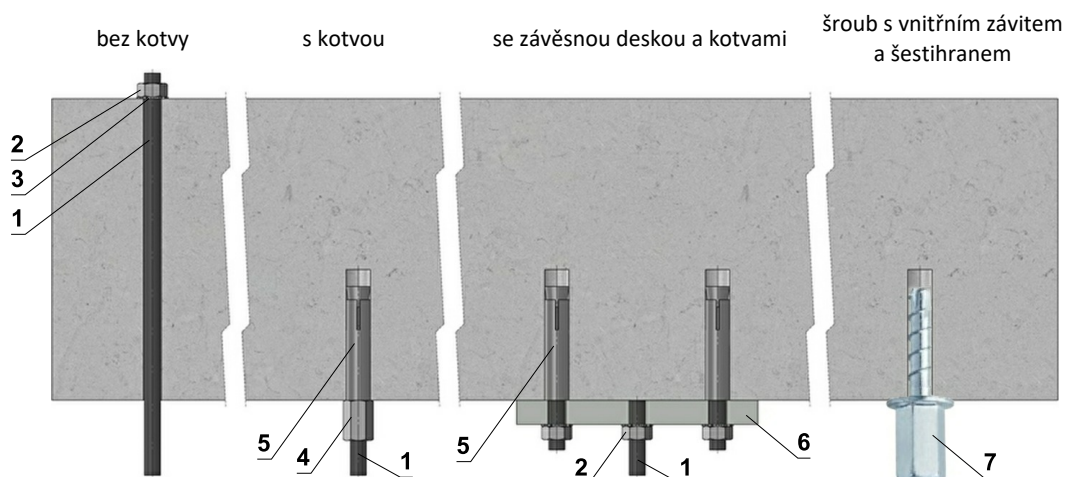 bez kotvy
s kotvou
se závěsnou deskou a kotvami
šroub s vnitřním závitem
a šestihranem
2
3
1
5
4
1
5
2
1
6
7